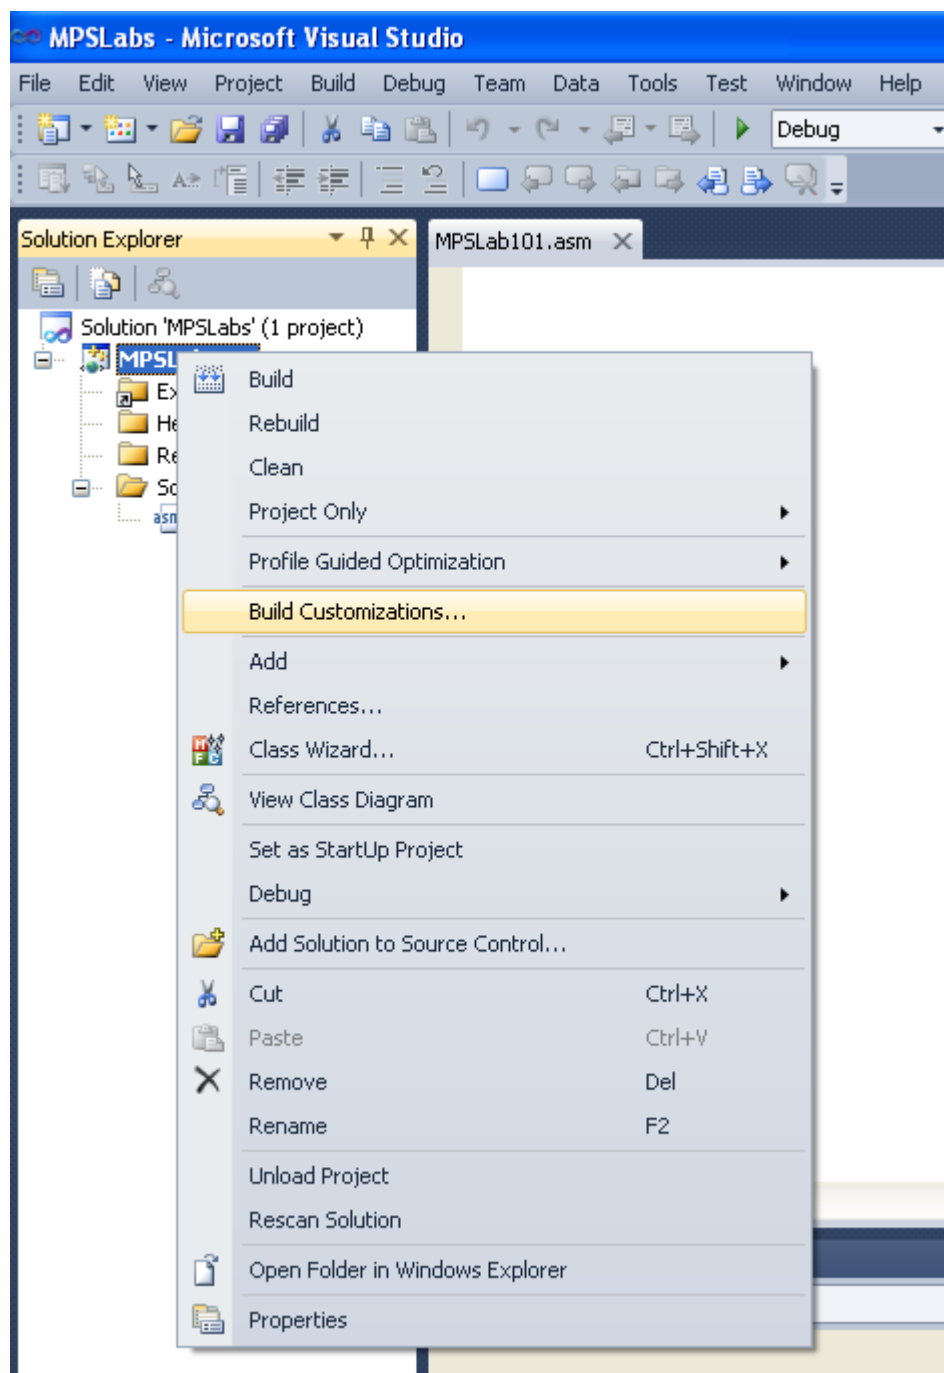 MPSLabs - Microsoft Visual Studio
File Edit View Project Build Debug Team Data Tools Test Window Help
Debug
Solution Explorer
MPSLab101.asm
Solution 'MPSLabs' (1 project)
Build
Rebuild
Clean
Project Only
Profile Guided Optimization
Build Customizations...
Add
References...
Class Wizard... Ctrl+Shift+X
View Class Diagram
Set as StartUp Project
Debug
Add Solution to Source Control...
Cut Ctrl+X
Paste Ctrl+V
Remove Del
Rename F2
Unload Project
Rescan Solution
Open Folder in Windows Explorer
Properties